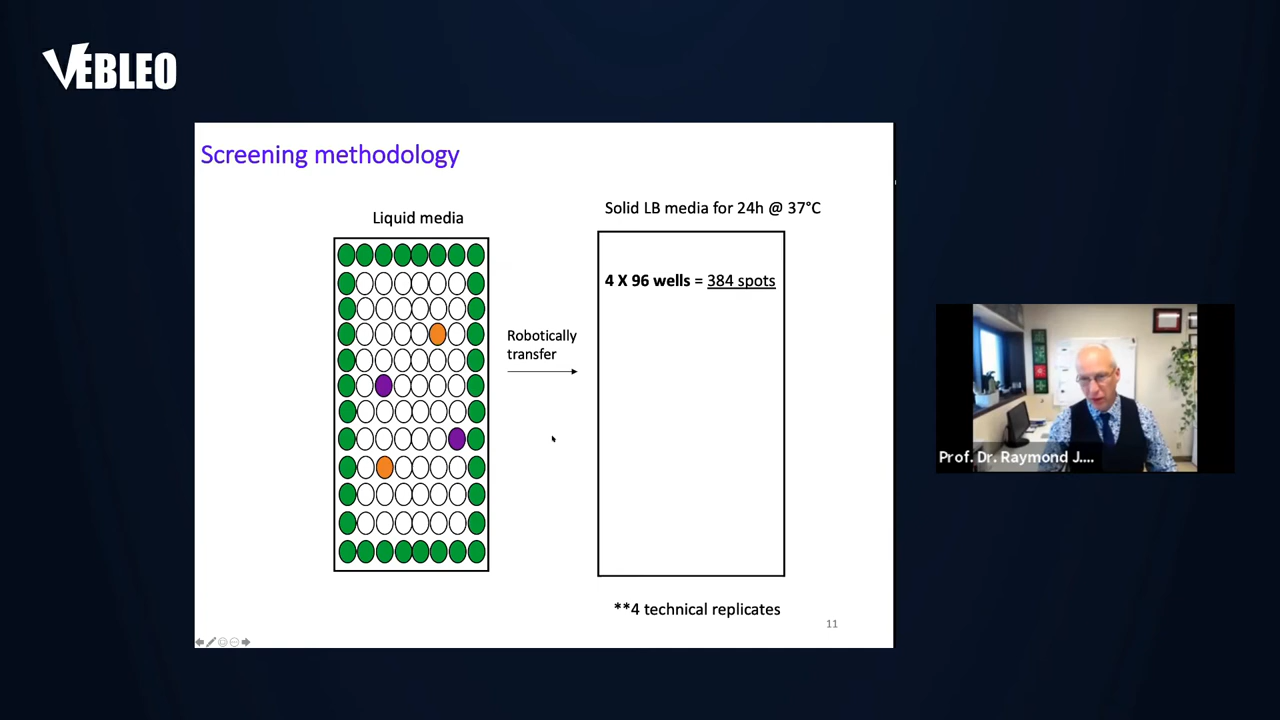 VEBLEO
Screening methodology
Liquid media
Solid LB media for 24h @ 37°C
4 X 96 wells = 384 spots
Robotically
transfer
**4 technical replicates
11
Prof. Dr. Raymond J....